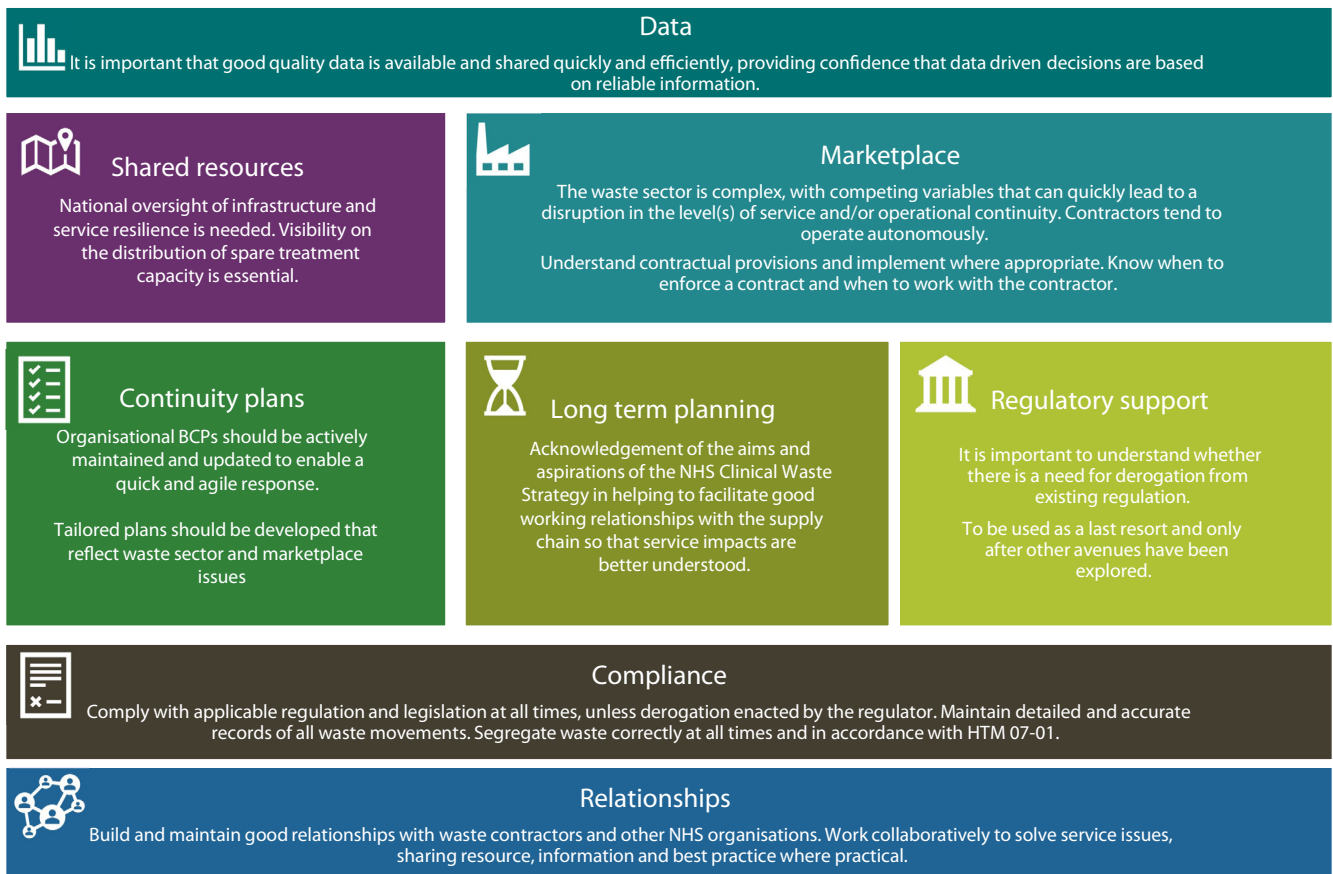 Data
It is important that good quality data is available and shared quickly and efficiently, providing confidence that data driven decisions are based
on reliable information.
Shared resources
National oversight of infrastructure and
service resilience is needed. Visibility on
the distribution of spare treatment
capacity is essential.
Marketplace
The waste sector is complex, with competing variables that can quickly lead to a
disruption in the level(s) of service and/or operational continuity. Contractors tend to
operate autonomously.
Understand contractual provisions and implement where appropriate. Know when to
enforce a contract and when to work with the contractor.
Continuity plans
Organisational BCPs should be actively
maintained and updated to enable a
quick and agile response.
Tailored plans should be developed that
reflect waste sector and marketplace
issues
Long term planning
Acknowledgement of the aims and
aspirations of the NHS Clinical Waste
Strategy in helping to facilitate good
working relationships with the supply
chain so that service impacts are
better understood.
Regulatory support
It is important to understand whether
there is a need for derogation from
existing regulation.
To be used as a last resort and only
after other avenues have been
explored.
Compliance
Comply with applicable regulation and legislation at all times, unless derogation enacted by the regulator. Maintain detailed and accurate
records of all waste movements. Segregate waste correctly at all times and in accordance with HTM 07-01.
Relationships
Build and maintain good relationships with waste contractors and other NHS organisations. Work collaboratively to solve service issues,
sharing resource, information and best practice where practical.